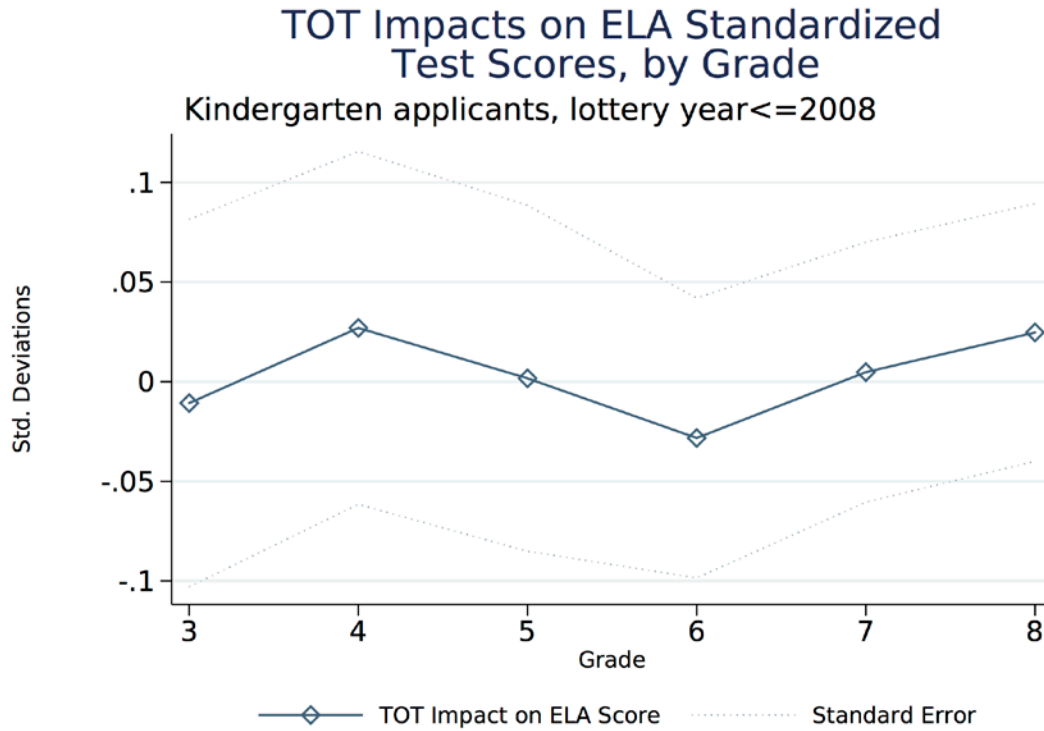 TOT Impacts on ELA Standardized
Test Scores, by Grade
Kindergarten applicants, lottery year<=2008
Std. Deviations
.1
.05
0
-.05
-.1
3 4 5 6 7 8
Grade
TOT Impact on ELA Score Standard Error